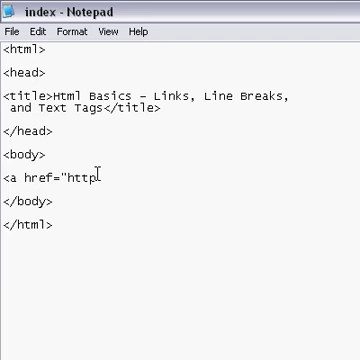 index - Notepad
File Edit Format View Help
<html>
<head>
<title>Html Basics - Links, Line Breaks,
and Text Tags</title>
</head>
<body>
<a href="http
</body>
</html>